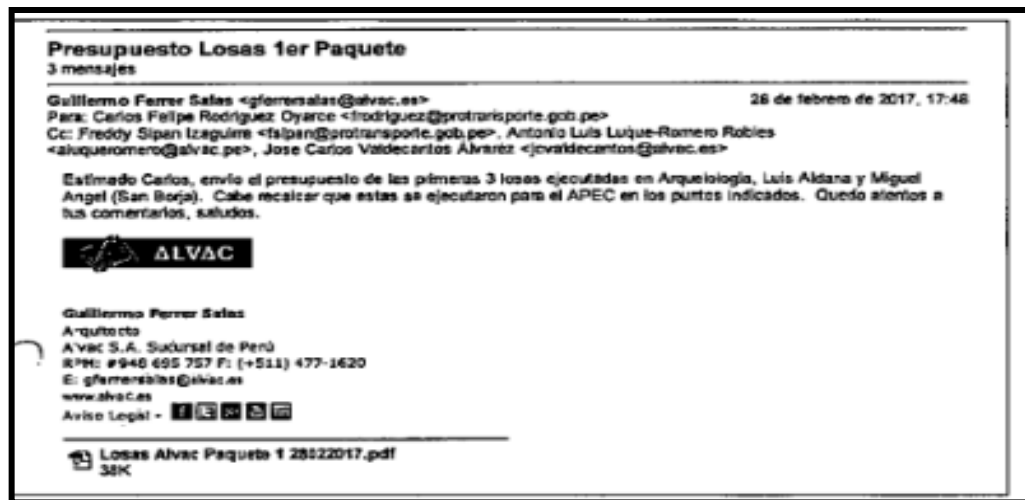 Presupuesto Losas 1er Paquete
3 mensajes
Guillermo Ferrer Salas <gferrersalas@alvac.es> 28 de febrero de 2017, 17:48
Para: Carlos Felipe Rodriguez Oyarce <frodriguez@protransporte.gob.pe>
Cc: Freddy Sipan Izaguirre <fsipan@protransporte.gob.pe>, Antonio Luis Luque-Romero Robles
<aluqueromero@alvac.pe>, Jose Carlos Valdecantos Alvarez <jcvaldecantos@alvac.es>
Estimado Carlos, envio el presupuesto de las primeras 3 losas ejecutadas en Arqueologia, Luis Aldana y Miguel
Angel (San Borja). Cabe recalcar que estas se ejecutaron para el APEC en los puntos indicados. Quedo atentos a
tus comentarios, saludos.
ALVAC
Guillermo Ferrer Salas
Arquitecto
Alvac S.A. Sucursal de Perú
RPM: #948 695 757 F: (+511) 477-1620
E: gferrersalas@alvac.es
www.alvac.es
Aviso Legal -
Losas Alvac Paquete 1 28022017.pdf
38K